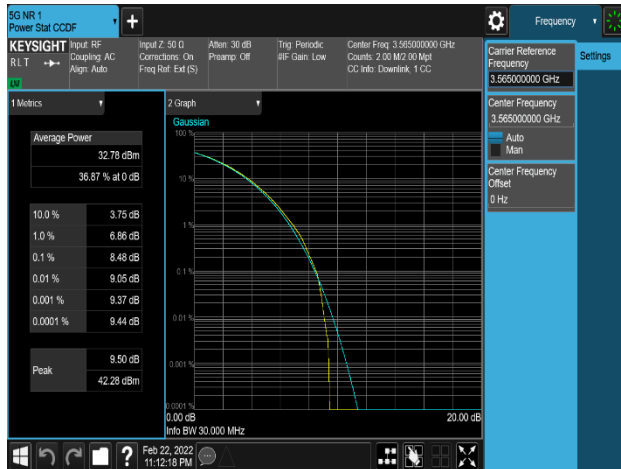 5G NR 1
Power Stat CCDF
Frequency
KEYSIGHT
RLT
Input: RF
Coupling: AC
Align: Auto
Input Z: 50 Ω
Corrections: On
Freq Ref: Ext (S)
Atten: 30 dB
Preamp: Off
Trig: Periodic
#IF Gain: Low
Center Freq: 3.565000000 GHz
Counts: 2.00 M/2.00 Mpt
CC Info: Downlink, 1 CC
Carrier Reference
Frequency
3.565000000 GHz
Settings
Center Frequency
3.565000000 GHz
Auto
Man
Center Frequency
Offset
0 Hz
1 Metrics
Average Power
32.78 dBm
36.87 % at 0 dB
10.0 % 3.75 dB
1.0 % 6.86 dB
0.1 % 8.48 dB
0.01 % 9.05 dB
0.001 % 9.37 dB
0.0001 % 9.44 dB
Peak
9.50 dB
42.28 dBm
2 Graph
Gaussian
100 %
10 %
1 %
0.1 %
0.01 %
0.001 %
0.0001 %
0.00 dB
20.00 dB
Info BW 30.000 MHz
?
Feb 22, 2022
11:12:18 PM